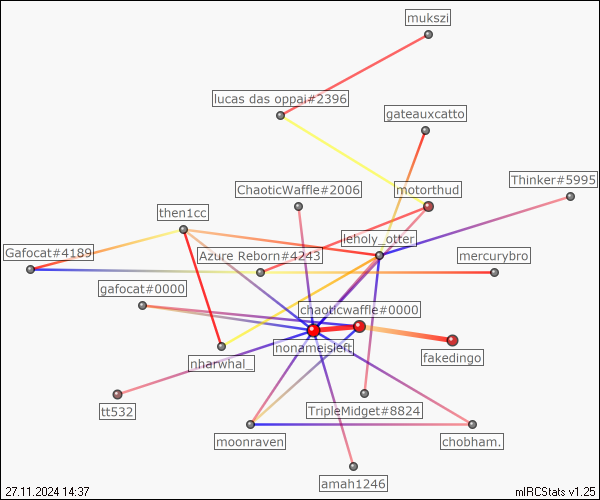 mukszi
lucas das oppai#2396
gateauxcatto
Thinker#5995
ChaoticWaffle#2006
motorthud
then1cc
leholy_otter
Gafocat#4189
Azure Reborn#4243
mercurybro
gafocat#0000
chaoticwaffle#0000
nonameisleft
fakedingo
nharwhal_
tt532
TripleMidget#8824
moonraven
chobham.
amah1246
27.11.2024 14:37
mIRCStats v1.25